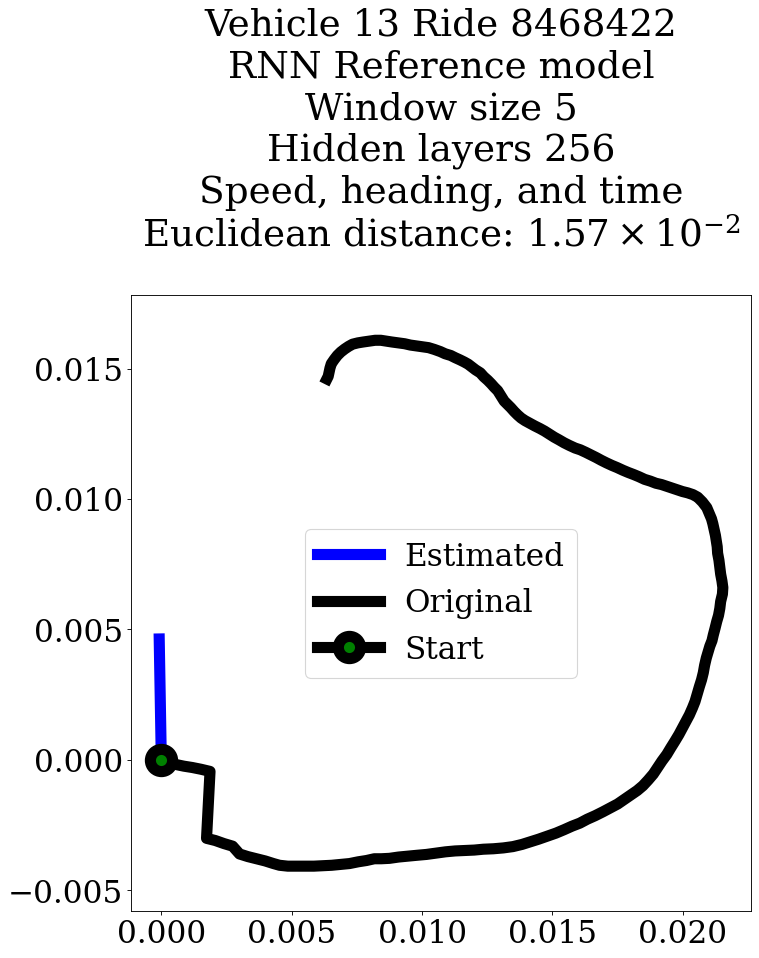 Vehicle 13 Ride 8468422
RNN Reference model
Window size 5
Hidden layers 256
Speed, heading, and time
Euclidean distance: 1.57 × 10⁻²
0.015
0.010
0.005
0.000
−0.005
Estimated
Original
Start
0.000 0.005 0.010 0.015 0.020